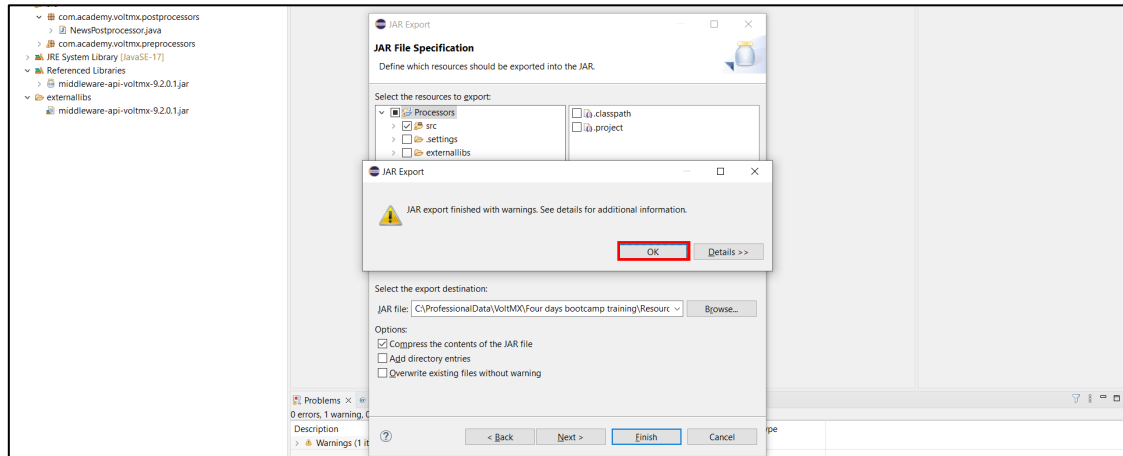 com.academy.voltmx.postprocessors
NewsPostprocessor.java
com.academy.voltmx.preprocessors
JRE System Library [JavaSE-17]
Referenced Libraries
middleware-api-voltmx-9.2.0.1.jar
externallibs
middleware-api-voltmx-9.2.0.1.jar
JAR Export
JAR File Specification
Define which resources should be exported into the JAR.
Select the resources to export:
Processors
src
.settings
externallibs
.classpath
.project
JAR Export
JAR export finished with warnings. See details for additional information.
OK
Details >>
Select the export destination:
JAR file: C:\ProfessionalData\VoltMX\Four days bootcamp training\Resourc
Browse...
Options:
Compress the contents of the JAR file
Add directory entries
Overwrite existing files without warning
Problems
0 errors, 1 warning,
Description
Warnings (1 it
< Back
Next >
Finish
Cancel